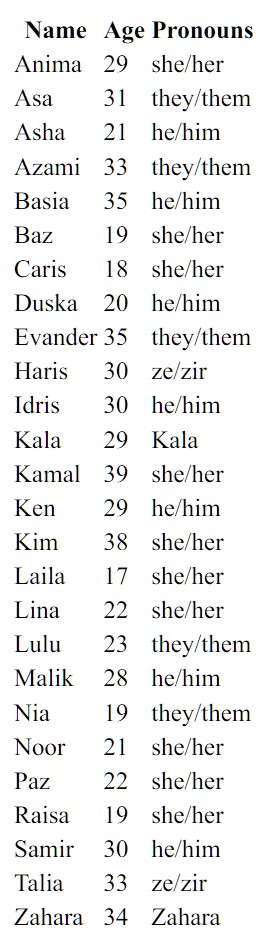 Name Age Pronouns
Anima 29 she/her
Asa 31 they/them
Asha 21 he/him
Azami 33 they/them
Basia 35 he/him
Baz 19 she/her
Caris 18 she/her
Duska 20 he/him
Evander 35 they/them
Haris 30 ze/zir
Idris 30 he/him
Kala 29 Kala
Kamal 39 she/her
Ken 29 he/him
Kim 38 she/her
Laila 17 she/her
Lina 22 she/her
Lulu 23 they/them
Malik 28 he/him
Nia 19 they/them
Noor 21 she/her
Paz 22 she/her
Raisa 19 she/her
Samir 30 he/him
Talia 33 ze/zir
Zahara 34 Zahara